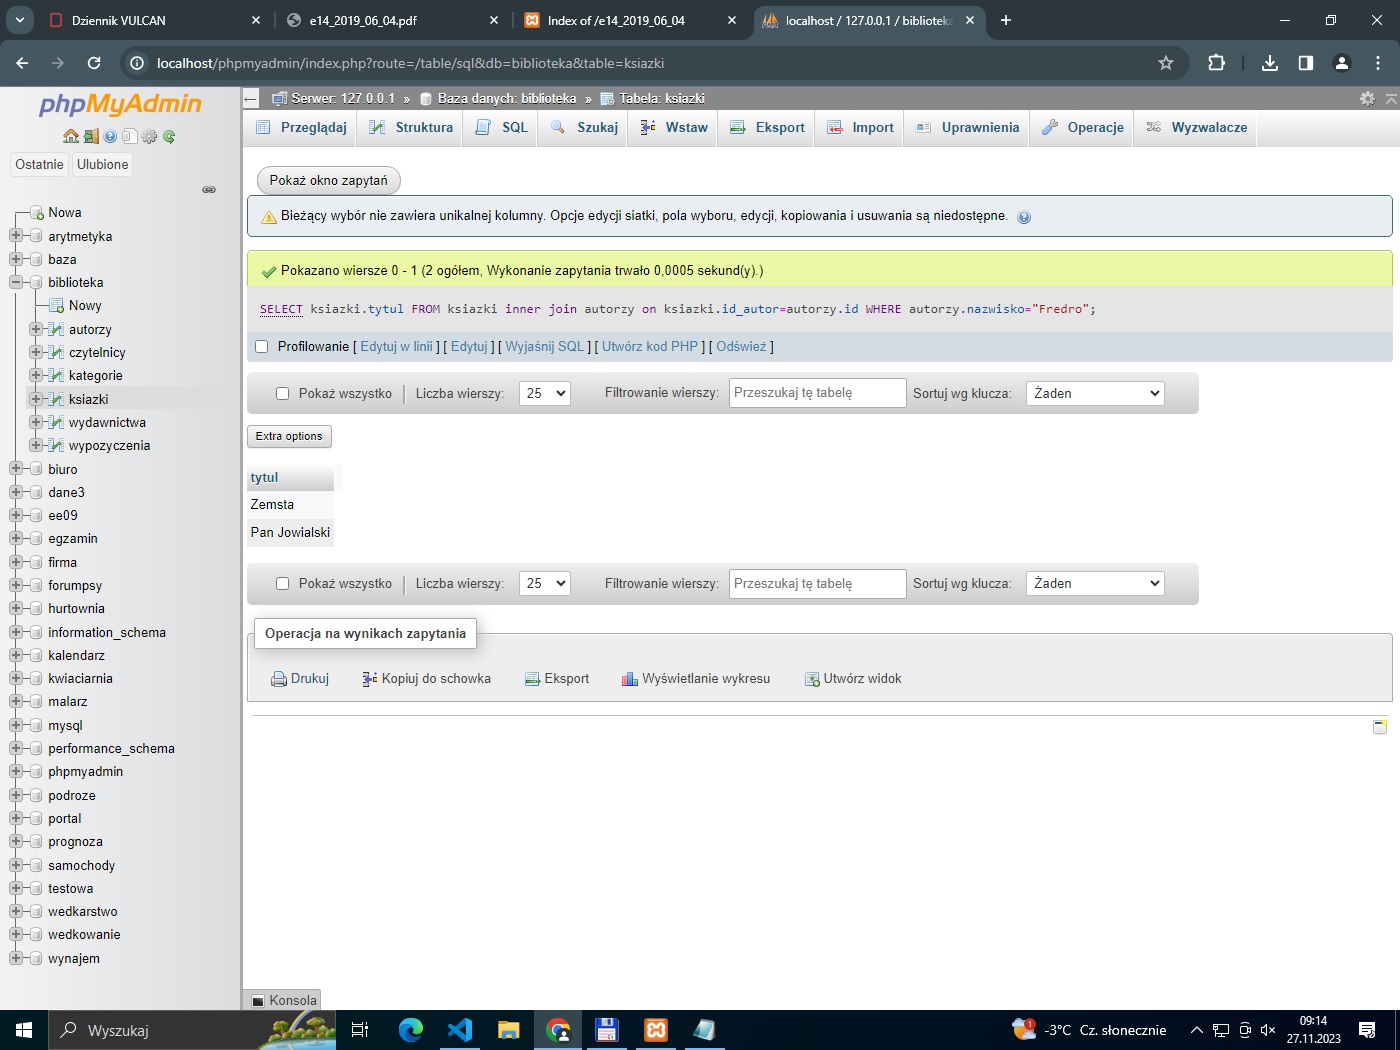 Dziennik VULCAN
e14_2019_06_04.pdf
Index of /e14_2019_06_04
localhost / 127.0.0.1 / biblioteka
localhost/phpmyadmin/index.php?route=/table/sql&db=biblioteka&table=ksiazki
phpMyAdmin
Ostatnie
Ulubione
Nowa
arytmetyka
baza
biblioteka
Nowy
autorzy
czytelnicy
kategorie
ksiazki
wydawnictwa
wypozyczenia
biuro
dane3
ee09
egzamin
firma
forumpsy
hurtownia
information_schema
kalendarz
kwiaciarnia
malarz
mysql
performance_schema
phpmyadmin
podroze
portal
prognoza
samochody
testowa
wedkarstwo
wedkowanie
wynajem
Serwer: 127.0.0.1 » Baza danych: biblioteka » Tabela: ksiazki
Przeglądaj Struktura SQL Szukaj Wstaw Eksport Import Uprawnienia Operacje Wyzwalacze
Pokaż okno zapytań
Bieżący wybór nie zawiera unikalnej kolumny. Opcje edycji siatki, pola wyboru, edycji, kopiowania i usuwania są niedostępne.
Pokazano wiersze 0 - 1 (2 ogółem, Wykonanie zapytania trwało 0,0005 sekund(y).)
SELECT ksiazki.tytul FROM ksiazki inner join autorzy on ksiazki.id_autor=autorzy.id WHERE autorzy.nazwisko="Fredro";
Profilowanie [ Edytuj w linii ] [ Edytuj ] [ Wyjaśnij SQL ] [ Utwórz kod PHP ] [ Odśwież ]
Pokaż wszystko Liczba wierszy: 25 Filtrowanie wierszy: Przeszukaj tę tabelę Sortuj wg klucza: Żaden
Extra options
tytul
Zemsta
Pan Jowialski
Pokaż wszystko Liczba wierszy: 25 Filtrowanie wierszy: Przeszukaj tę tabelę Sortuj wg klucza: Żaden
Operacja na wynikach zapytania
Drukuj Kopiuj do schowka Eksport Wyświetlanie wykresu Utwórz widok
Konsola
Wyszukaj
1
-3°C Cz. słonecznie
09:14
27.11.2023